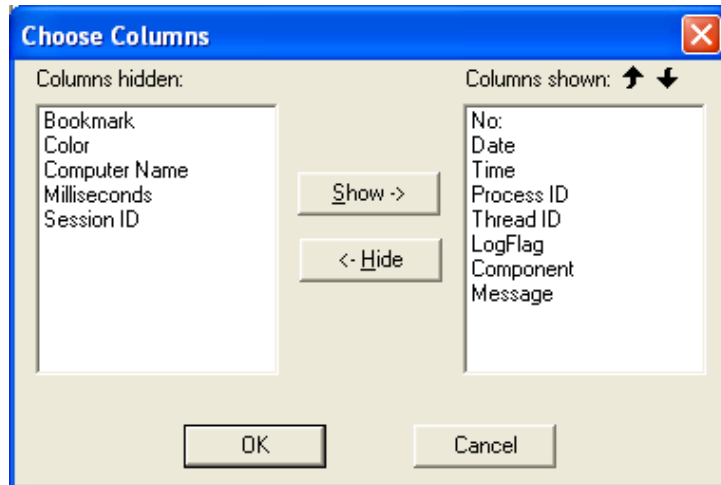 Choose Columns
Columns hidden:
Bookmark
Color
Computer Name
Milliseconds
Session ID
Show ->
<- Hide
Columns shown:
No:
Date
Time
Process ID
Thread ID
LogFlag
Component
Message
OK
Cancel